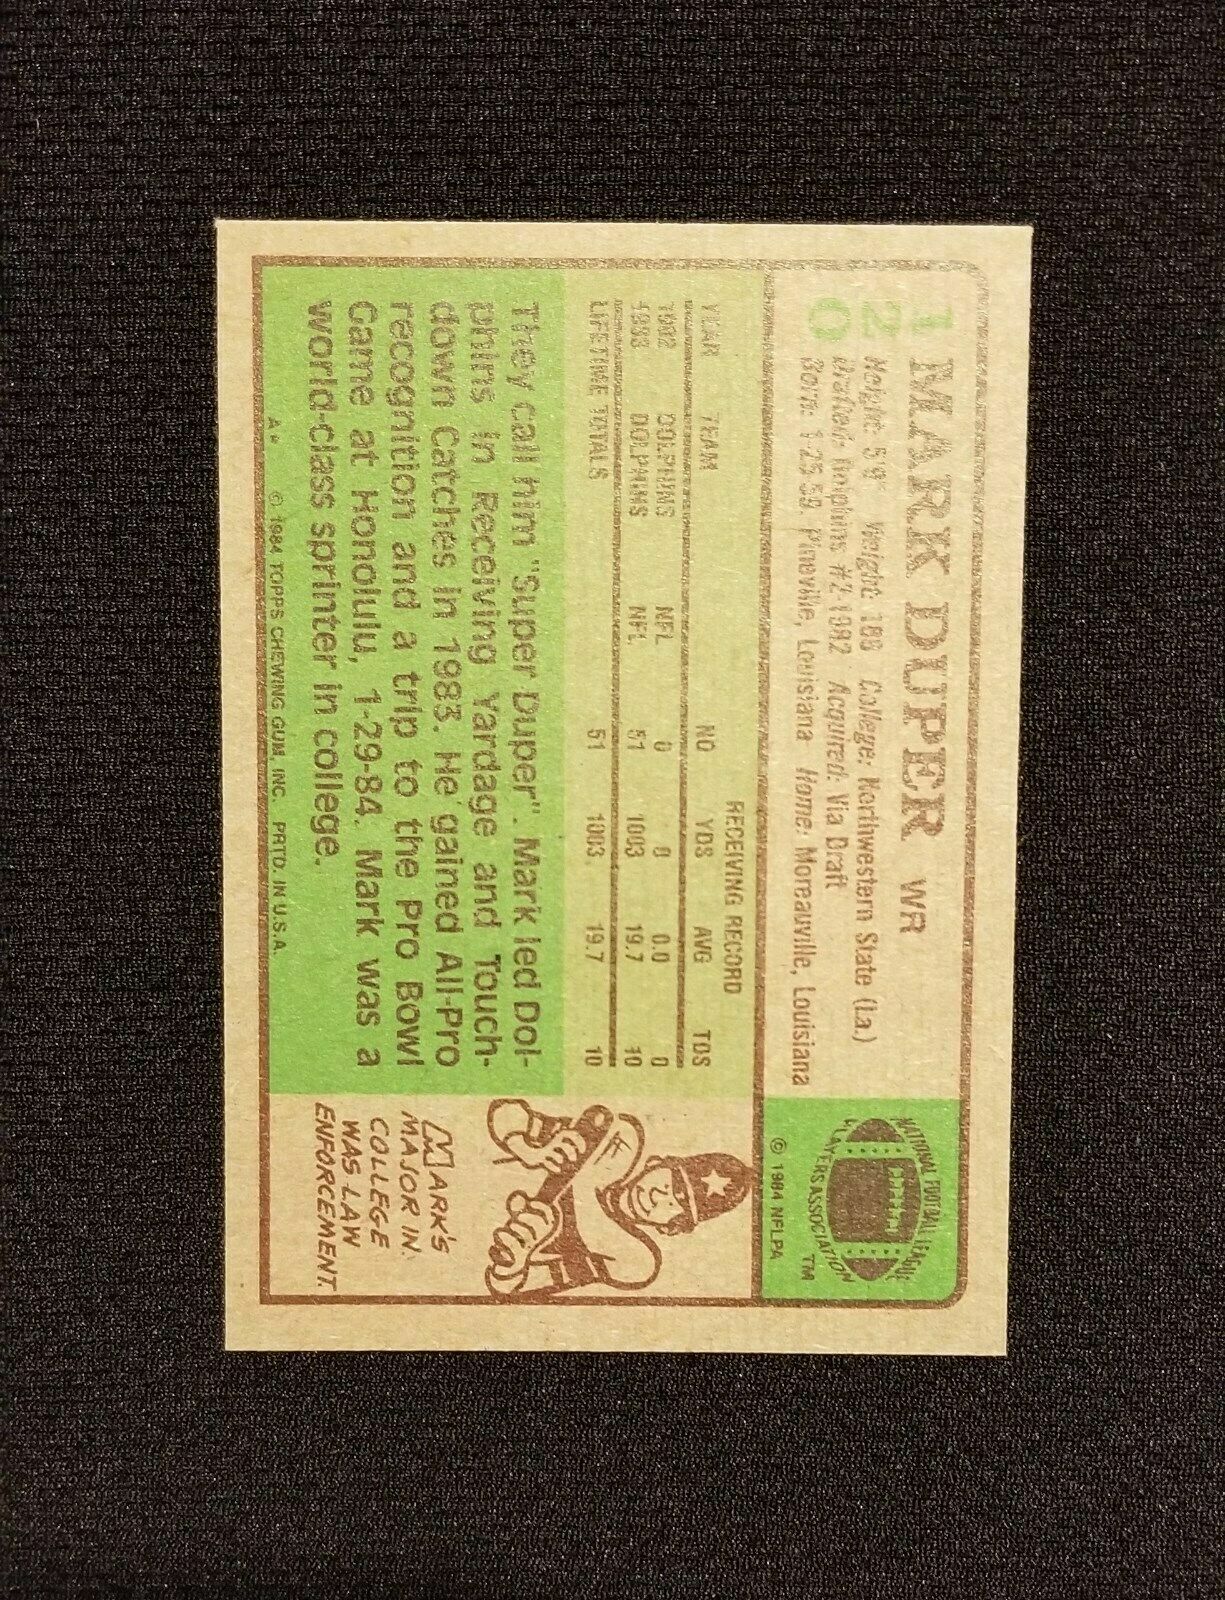 120
MARK DUPER WR
Height: 5'9" Weight: 188 College: Northwestern State (La.)
Drafted: Dolphins #2-1982 Acquired: Via Draft
Born: 1-25-59, Pineville, Louisiana Home: Moreauville, Louisiana
NATIONAL FOOTBALL LEAGUE
PLAYERS ASSOCIATION
TM
© 1984 NFLPA
RECEIVING RECORD
YEAR TEAM NO YDS AVG TDS
1982 DOLPHINS NFL 0 0 0.0 0
1983 DOLPHINS NFL 51 1003 19.7 10
LIFETIME TOTALS 51 1003 19.7 10
They call him "Super Duper". Mark led Dol-
phins in Receiving Yardage and Touch-
down Catches in 1983. He gained All-Pro
recognition and a trip to the Pro Bowl
Game at Honolulu, 1-29-84. Mark was a
world-class sprinter in college.
MARK'S
MAJOR IN
COLLEGE
WAS LAW
ENFORCEMENT.
A* © 1984 TOPPS CHEWING GUM, INC. PRTD. IN U.S.A.